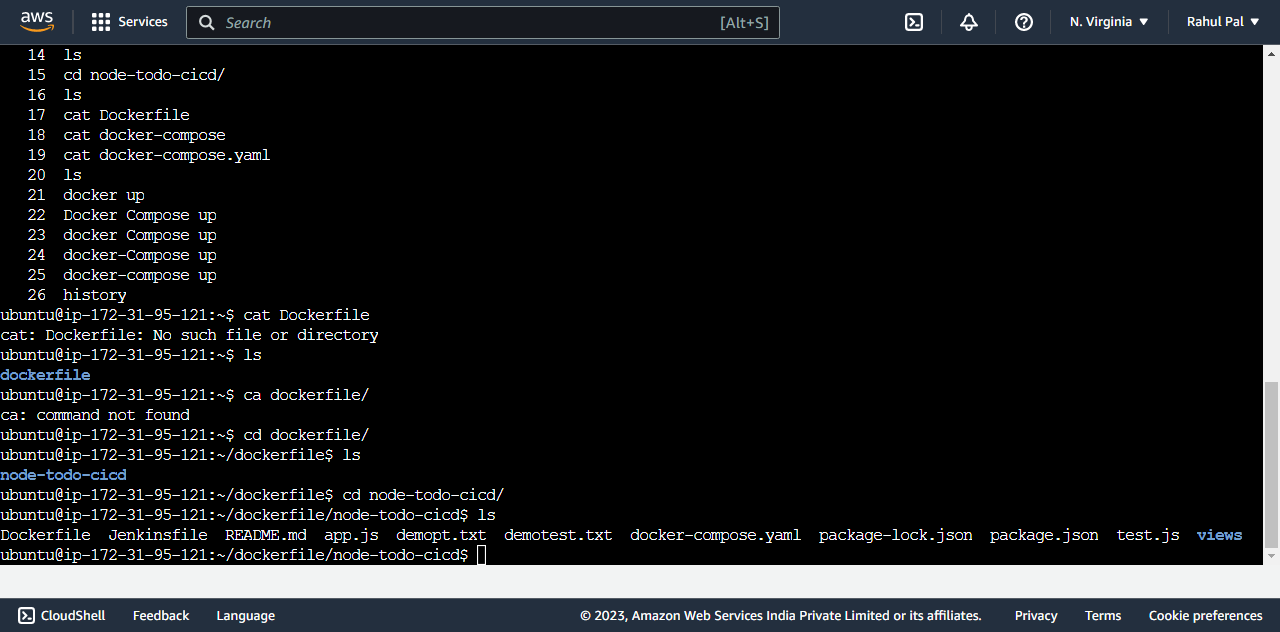 aws Services Search [Alt+S] N. Virginia ▼ Rahul Pal ▼
14 ls
15 cd node-todo-cicd/
16 ls
17 cat Dockerfile
18 cat docker-compose
19 cat docker-compose.yaml
20 ls
21 docker up
22 Docker Compose up
23 docker Compose up
24 docker-Compose up
25 docker-compose up
26 history
ubuntu@ip-172-31-95-121:~$ cat Dockerfile
cat: Dockerfile: No such file or directory
ubuntu@ip-172-31-95-121:~$ ls
dockerfile
ubuntu@ip-172-31-95-121:~$ ca dockerfile/
ca: command not found
ubuntu@ip-172-31-95-121:~$ cd dockerfile/
ubuntu@ip-172-31-95-121:~/dockerfile$ ls
node-todo-cicd
ubuntu@ip-172-31-95-121:~/dockerfile$ cd node-todo-cicd/
ubuntu@ip-172-31-95-121:~/dockerfile/node-todo-cicd$ ls
Dockerfile Jenkinsfile README.md app.js demopt.txt demotest.txt docker-compose.yaml package-lock.json package.json test.js views
ubuntu@ip-172-31-95-121:~/dockerfile/node-todo-cicd$
CloudShell Feedback Language © 2023, Amazon Web Services India Private Limited or its affiliates. Privacy Terms Cookie preferences